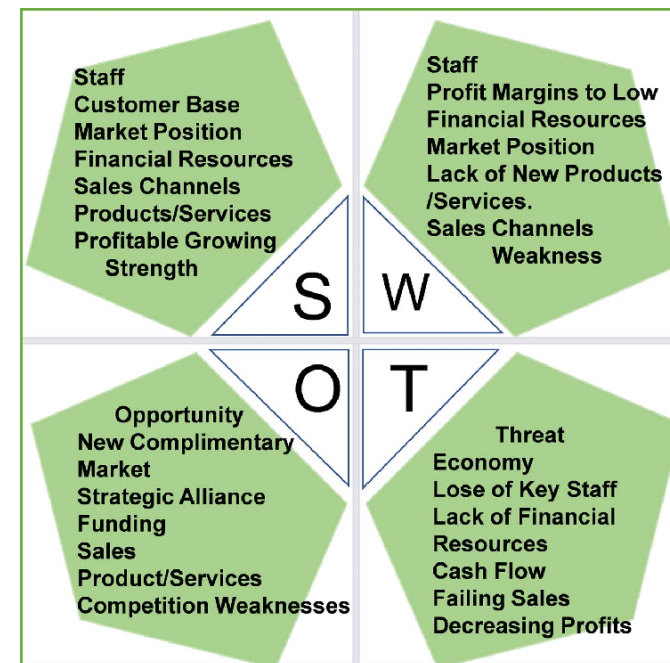 Staff
Customer Base
Market Position
Financial Resources
Sales Channels
Products/Services
Profitable Growing
Strength
S
Staff
Profit Margins to Low
Financial Resources
Market Position
Lack of New Products
/Services.
Sales Channels
Weakness
W
O
Opportunity
New Complimentary
Market
Strategic Alliance
Funding
Sales
Product/Services
Competition Weaknesses
T
Threat
Economy
Lose of Key Staff
Lack of Financial
Resources
Cash Flow
Failing Sales
Decreasing Profits